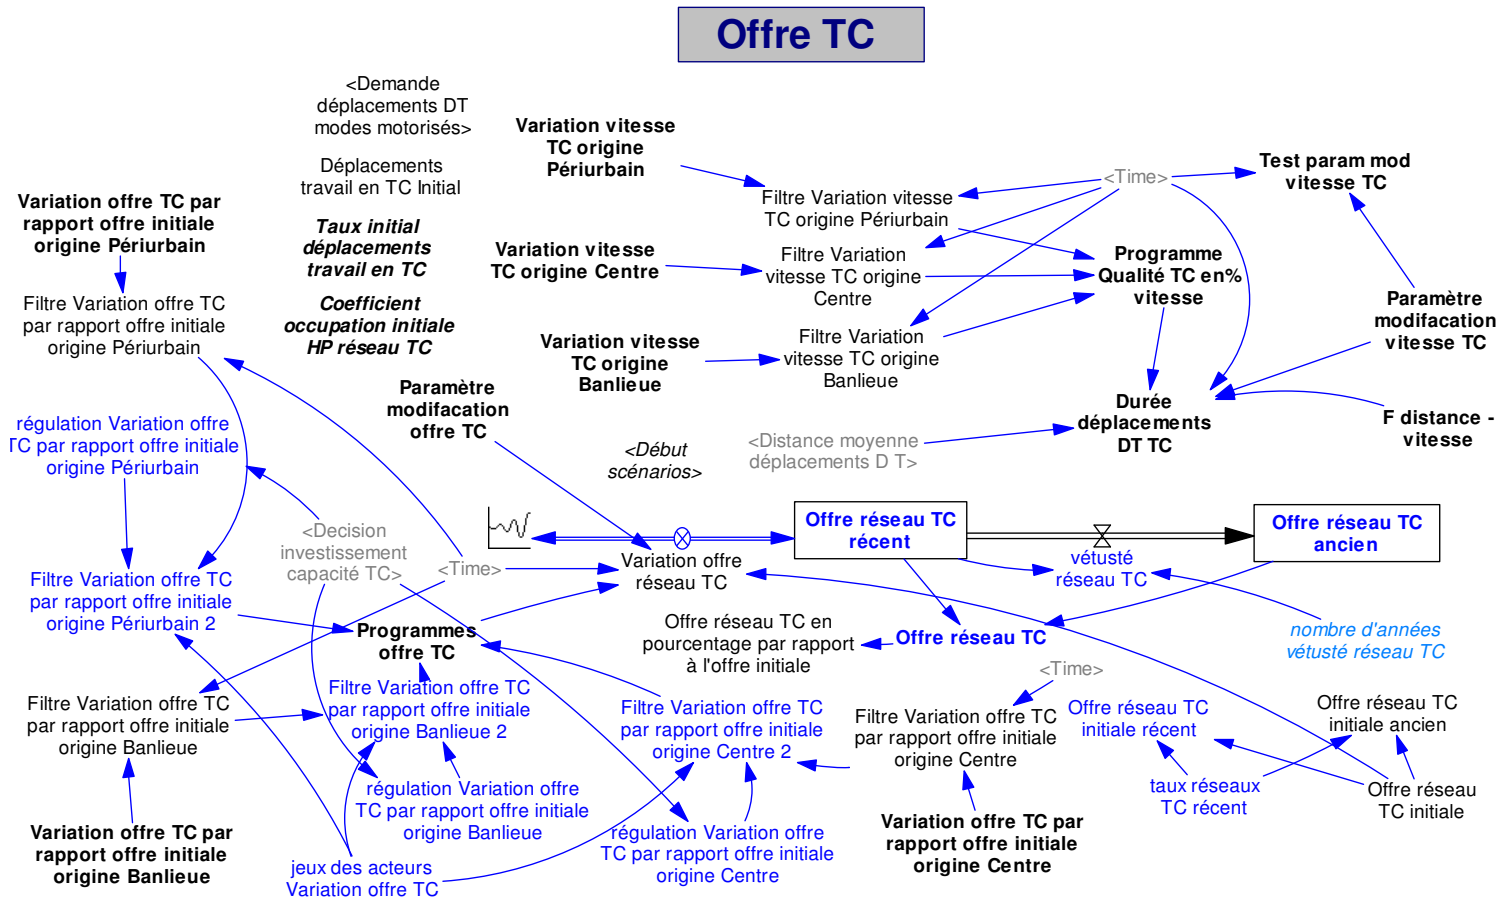 Offre TC
<Demande
déplacements DT
modes motorisés>
Déplacements
travail en TC Initial
Taux initial
déplacements
travail en TC
Coefficient
occupation initiale
HP réseau TC
Variation offre TC par
rapport offre initiale
origine Périurbain
Filtre Variation offre TC
par rapport offre initiale
origine Périurbain
régulation Variation offre
TC par rapport offre initiale
origine Périurbain
Filtre Variation offre TC
par rapport offre initiale
origine Périurbain 2
Variation vitesse
TC origine
Périurbain
Variation vitesse
TC origine Centre
Variation vitesse
TC origine
Banlieue
Filtre Variation vitesse
TC origine Périurbain
Filtre Variation
vitesse TC origine
Centre
Filtre Variation
vitesse TC origine
Banlieue
<Time>
Test param mod
vitesse TC
Programme
Qualité TC en%
vitesse
Paramètre
modifacation
vitesse TC
Durée
déplacements
DT TC
F distance -
vitesse
<Distance moyenne
déplacements D T>
Paramètre
modifacation
offre TC
<Début
scénarios>
<Decision
investissement
capacité TC>
<Time>
Variation offre
réseau TC
Offre réseau TC
récent
Offre réseau TC
ancien
vétusté
réseau TC
nombre d'années
vétusté réseau TC
Offre réseau TC
Offre réseau TC en
pourcentage par rapport
à l'offre initiale
Programmes
offre TC
Filtre Variation offre TC
par rapport offre initiale
origine Banlieue
Filtre Variation offre TC
par rapport offre initiale
origine Banlieue 2
Filtre Variation offre TC
par rapport offre initiale
origine Centre 2
<Time>
Filtre Variation offre TC
par rapport offre initiale
origine Centre
Offre réseau TC
initiale récent
Offre réseau TC
initiale ancien
taux réseaux
TC récent
Offre réseau
TC initiale
Variation offre TC par
rapport offre initiale
origine Banlieue
régulation Variation offre
TC par rapport offre initiale
origine Banlieue
régulation Variation offre
TC par rapport offre initiale
origine Centre
Variation offre TC par
rapport offre initiale
origine Centre
jeux des acteurs
Variation offre TC